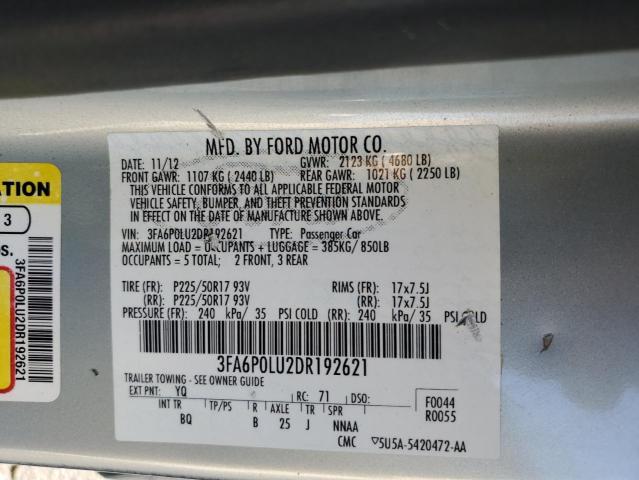 ATION
3
OS.
3FA6P0LU2DR192621
MFD. BY FORD MOTOR CO.
DATE: 11/12 GVWR: 2123 KG ( 4680 LB)
FRONT GAWR: 1107 KG ( 2440 LB) REAR GAWR: 1021 KG ( 2250 LB)
THIS VEHICLE CONFORMS TO ALL APPLICABLE FEDERAL MOTOR
VEHICLE SAFETY, BUMPER, AND THEFT PREVENTION STANDARDS
IN EFFECT ON THE DATE OF MANUFACTURE SHOWN ABOVE.
VIN: 3FA6P0LU2DR192621 TYPE: Passenger Car
MAXIMUM LOAD = OCCUPANTS + LUGGAGE = 385KG/ 850LB
OCCUPANTS = 5 TOTAL; 2 FRONT, 3 REAR
TIRE (FR): P225/50R17 93V RIMS (FR): 17x7.5J
(RR): P225/50R17 93V (RR): 17x7.5J
PRESSURE (FR): 240 kPa/ 35 PSI COLD (RR): 240 kPa/ 35 PSI COLD
3FA6P0LU2DR192621
TRAILER TOWING - SEE OWNER GUIDE
EXT PNT: YQ RC: 71 DSO: F0044
INT TR TP/PS R AXLE TR SPR R0055
BQ B 25 J NNAA
CMC 5U5A-5420472-AA